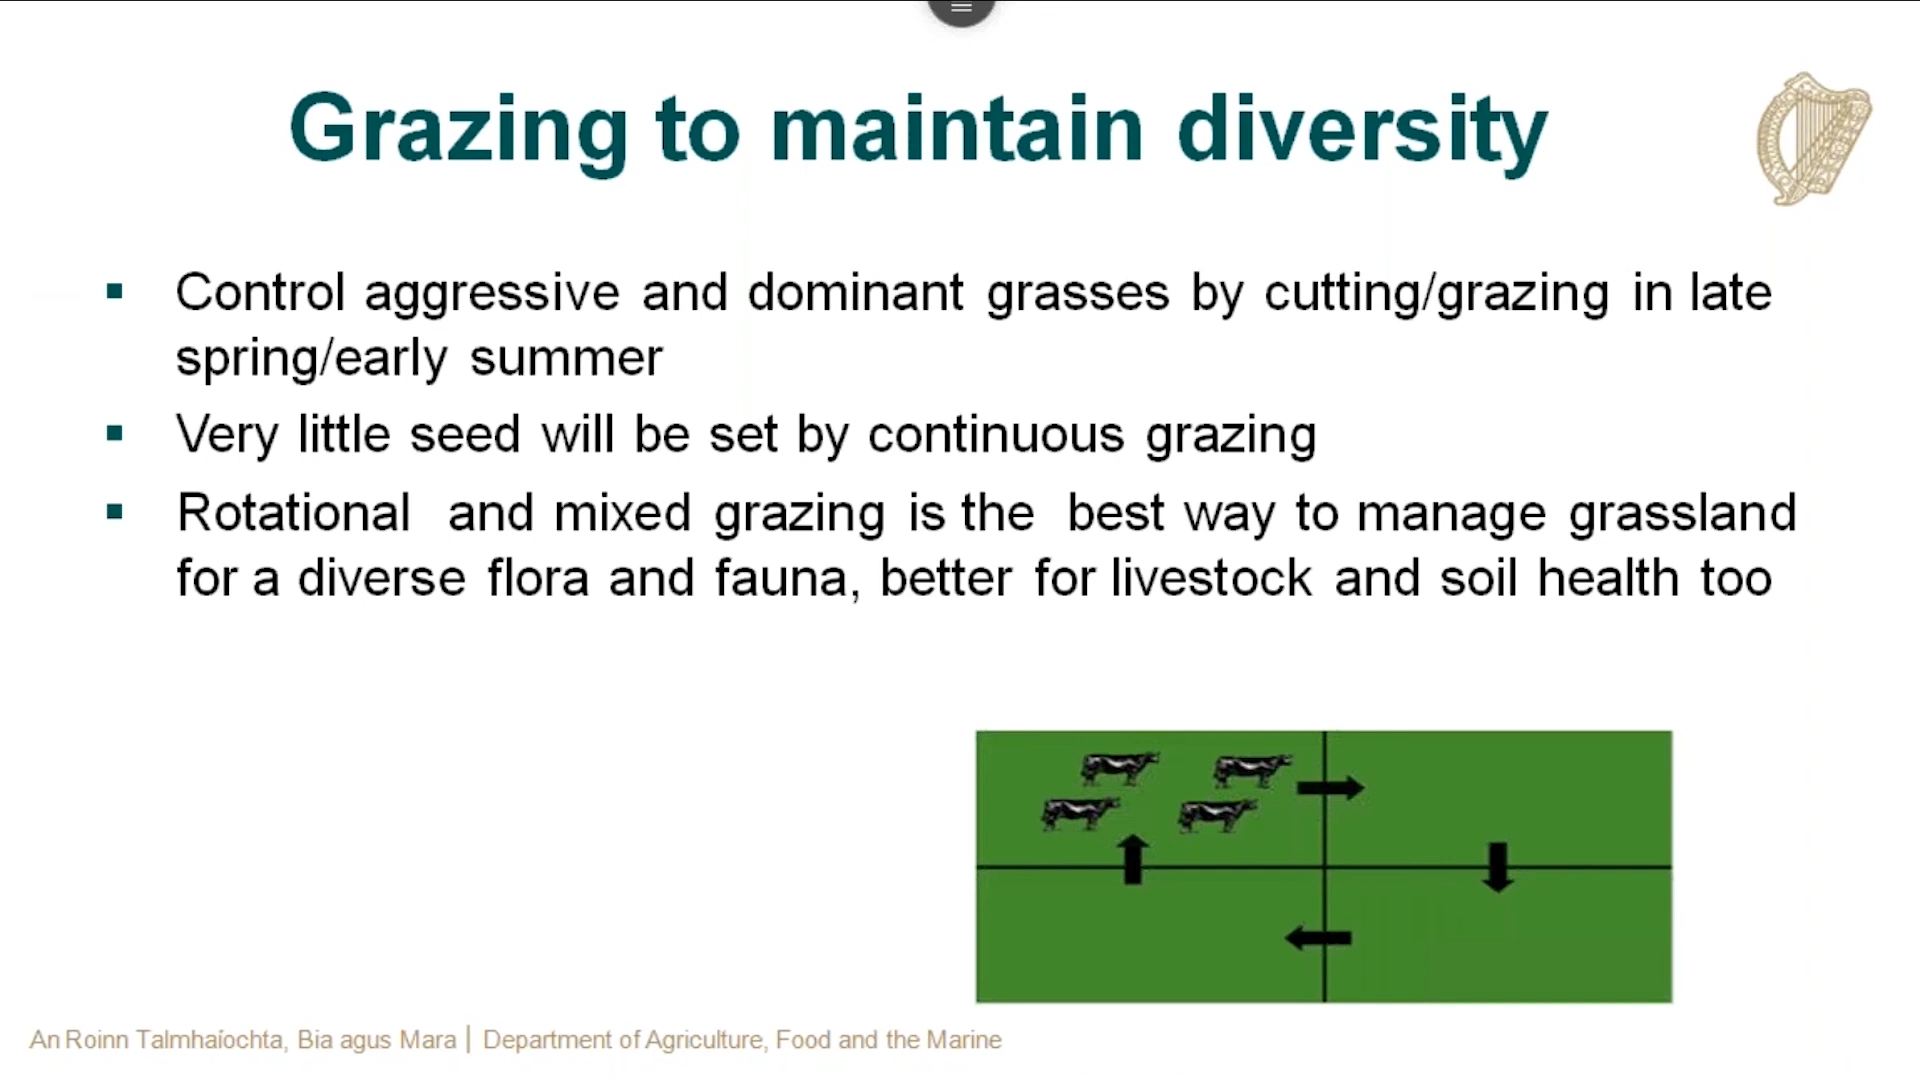 Grazing to maintain diversity
Control aggressive and dominant grasses by cutting/grazing in late
spring/early summer
Very little seed will be set by continuous grazing
Rotational and mixed grazing is the best way to manage grassland
for a diverse flora and fauna, better for livestock and soil health too
An Roinn Talmhaíochta, Bia agus Mara | Department of Agriculture, Food and the Marine